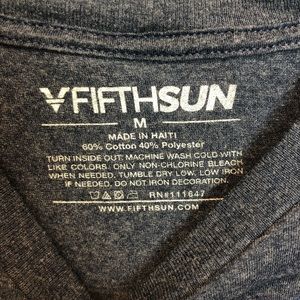 FIFTHSUN
M
MADE IN HAITI
60% Cotton 40% Polyester
TURN INSIDE OUT. MACHINE WASH COLD WITH
LIKE COLORS. ONLY NON-CHLORINE BLEACH
WHEN NEEDED. TUMBLE DRY LOW. LOW IRON
IF NEEDED. DO NOT IRON DECORATION.
RN#111647
WWW.FIFTHSUN.COM